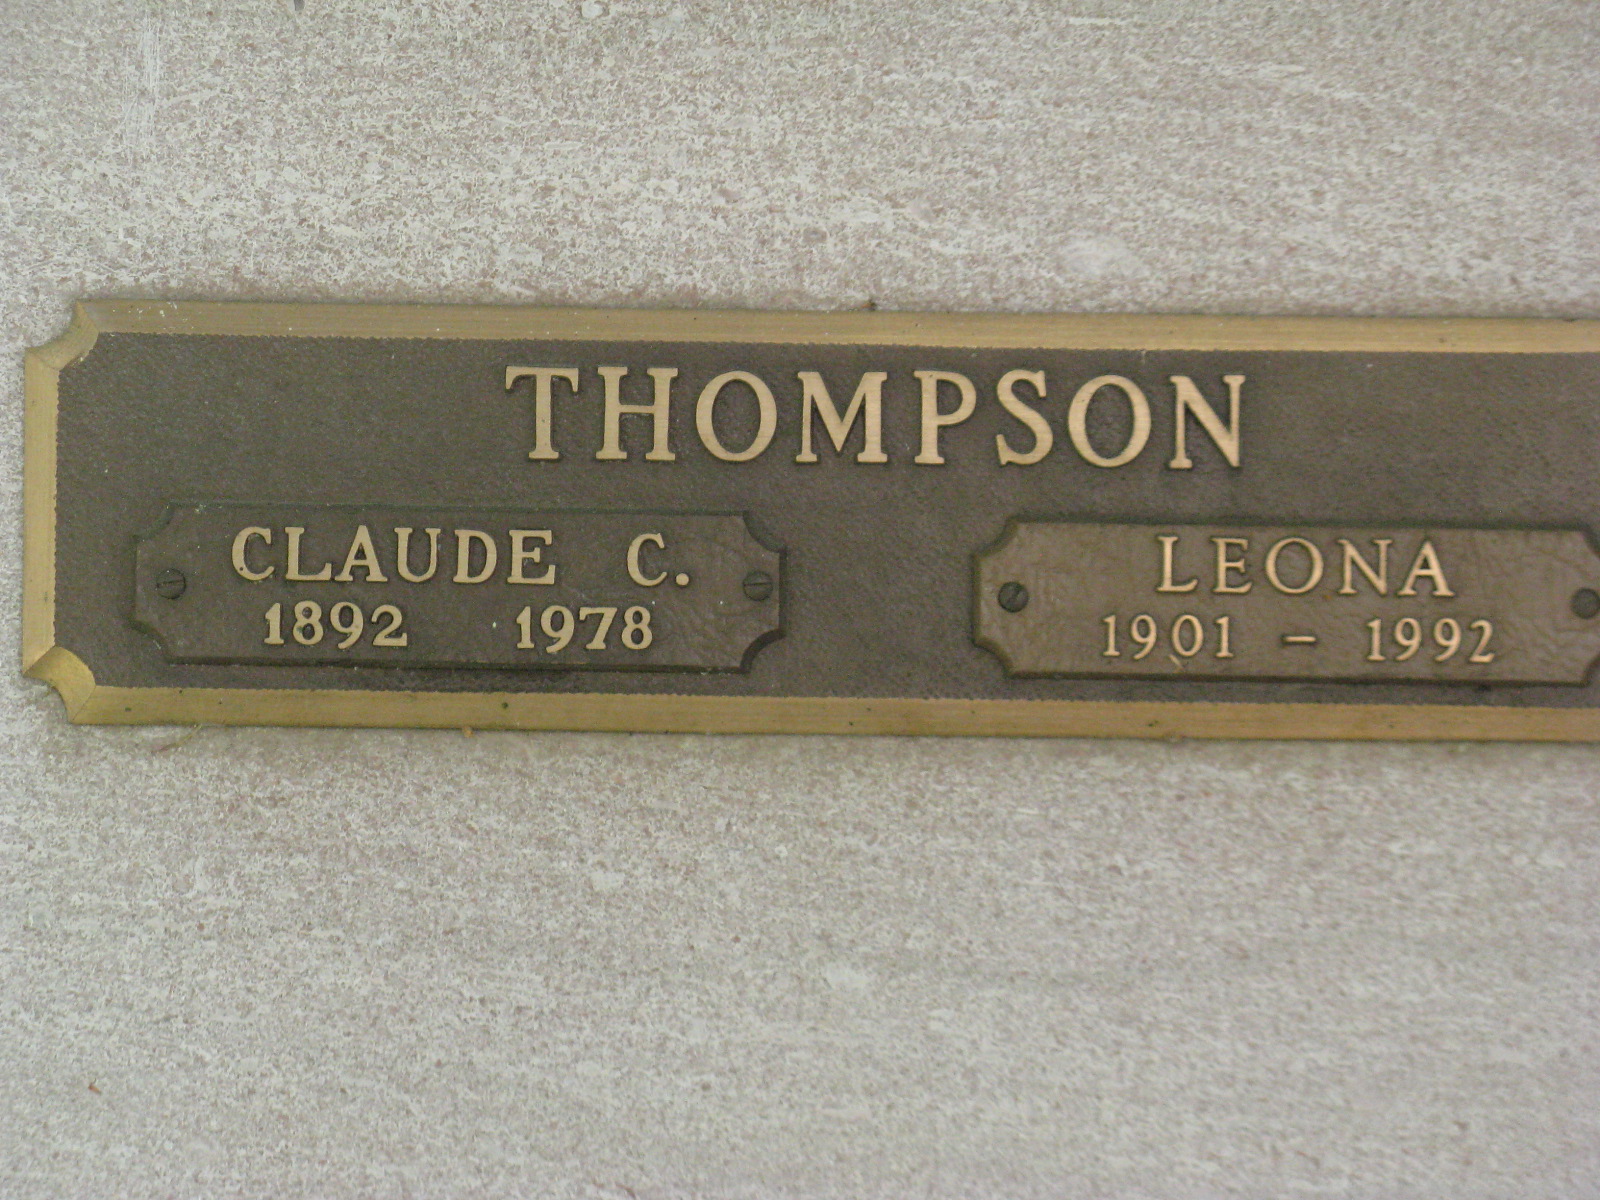 THOMPSON
CLAUDE C.
1892 1978
LEONA
1901 - 1992